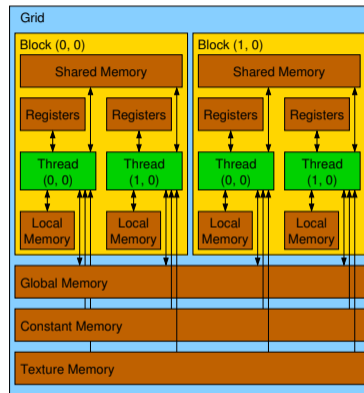 Grid
Block (0, 0)
Block (1, 0)
Shared Memory
Shared Memory
Registers
Registers
Registers
Registers
Thread
(0, 0)
Thread
(1, 0)
Thread
(0, 0)
Thread
(1, 0)
Local
Memory
Local
Memory
Local
Memory
Local
Memory
Global Memory
Constant Memory
Texture Memory